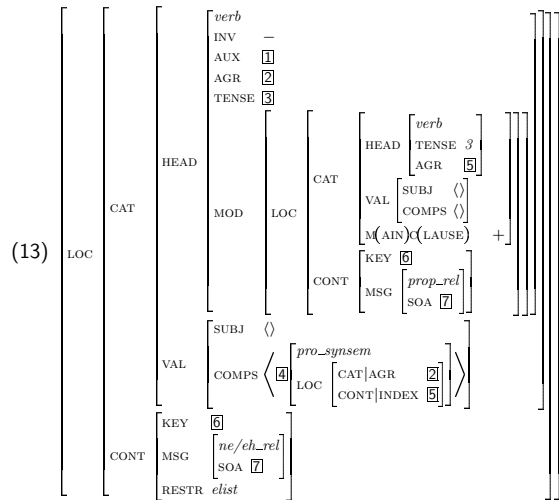 verb
INV −
AUX 1
AGR 2
TENSE 3
verb
HEAD TENSE 3
AGR 5
CAT
SUBJ ⟨⟩
VAL
COMPS ⟨⟩
HEAD
MOD LOC
M(AIN)C(LAUSE) +
CAT
KEY 6
CONT prop_rel
MSG
SOA 7
(13) LOC
SUBJ ⟨⟩
pro_synsem
VAL
COMPS ⟨ 4 CAT|AGR 2 ⟩
LOC
CONT|INDEX 5
KEY 6
ne/eh_rel
CONT MSG
SOA 7
RESTR elist